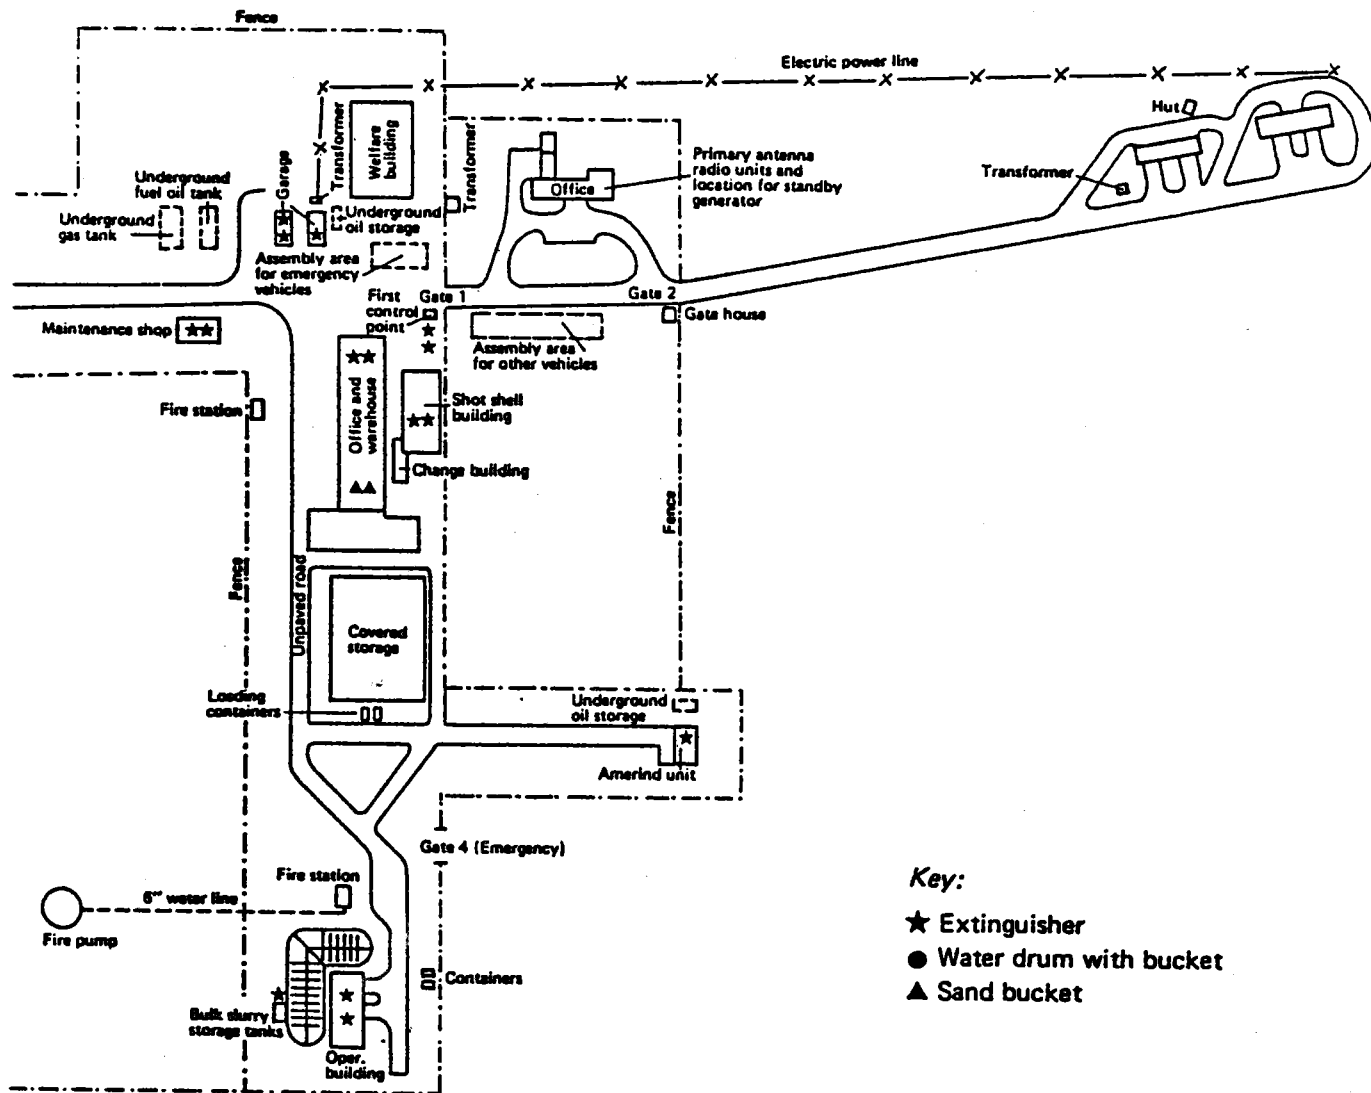 Fence
Electric power line
Hut
Transformer
Welfare
building
Transformer
Garage
Underground
fuel oil tank
Underground
gas tank
Underground
oil storage
Assembly area
for emergency
vehicles
Office
Primary antenna
radio units and
location for standby
generator
Transformer
First
control
point
Gate 1
Gate 2
Gate house
Maintenance shop
Assembly area
for other vehicles
Fire station
Office and
warehouse
Shot shell
building
Change building
Fence
Fence
Unpaved road
Covered
storage
Loading
containers
Underground
oil storage
Amerind unit
Gate 4 (Emergency)
Fire station
6" water line
Fire pump
Containers
Bulk slurry
storage tanks
Oper.
building
Key:
Extinguisher
Water drum with bucket
Sand bucket